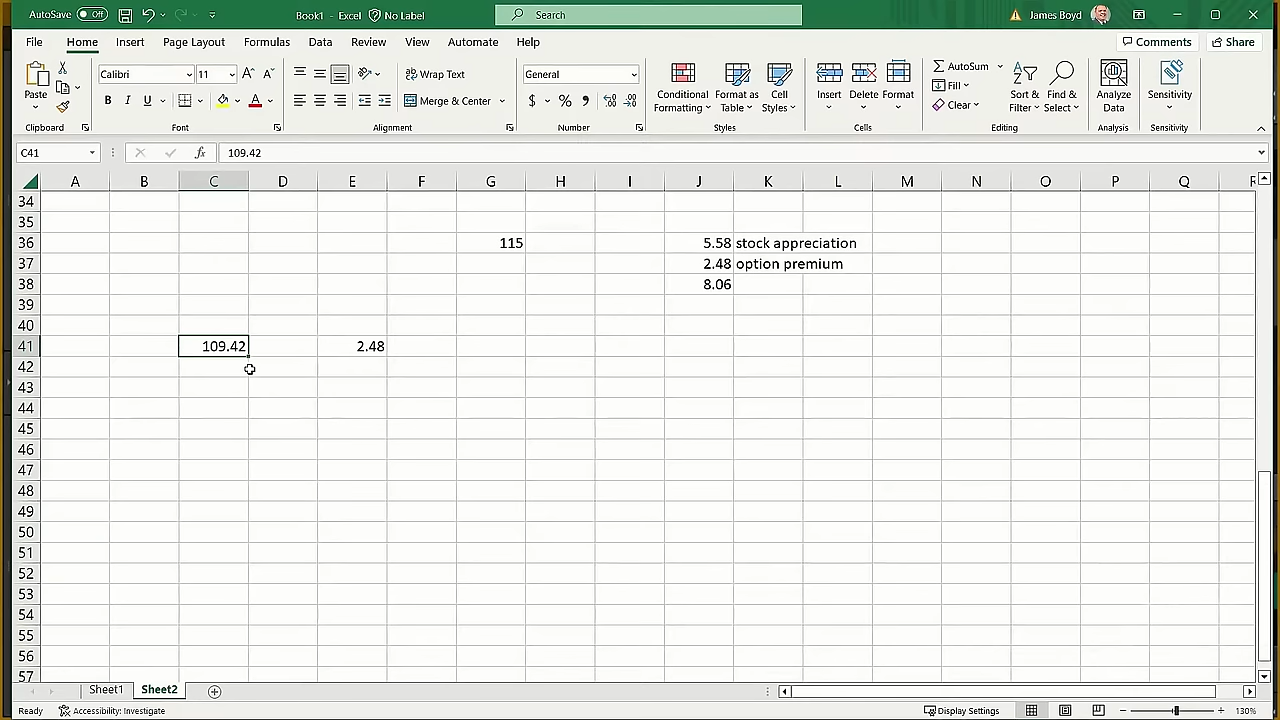 AutoSave Off Book1 - Excel No Label Search James Boyd
File Home Insert Page Layout Formulas Data Review View Automate Help Comments Share
Paste Calibri 11 A A Wrap Text General Conditional Formatting Format as Table Cell Styles Insert Delete Format AutoSum Sort & Filter Find & Select Analyze Data Sensitivity
B I U A Merge & Center $ % , Fill
Clear
Clipboard Font Alignment Number Styles Cells Editing Analysis Sensitivity
C41 fx 109.42
A B C D E F G H I J K L M N O P Q R
34
35
36 115 5.58 stock appreciation
37 2.48 option premium
38 8.06
39
40
41 109.42 2.48
42
43
44
45
46
47
48
49
50
51
52
53
54
55
56
57
Sheet1 Sheet2
Ready Accessibility: Investigate Display Settings 130%